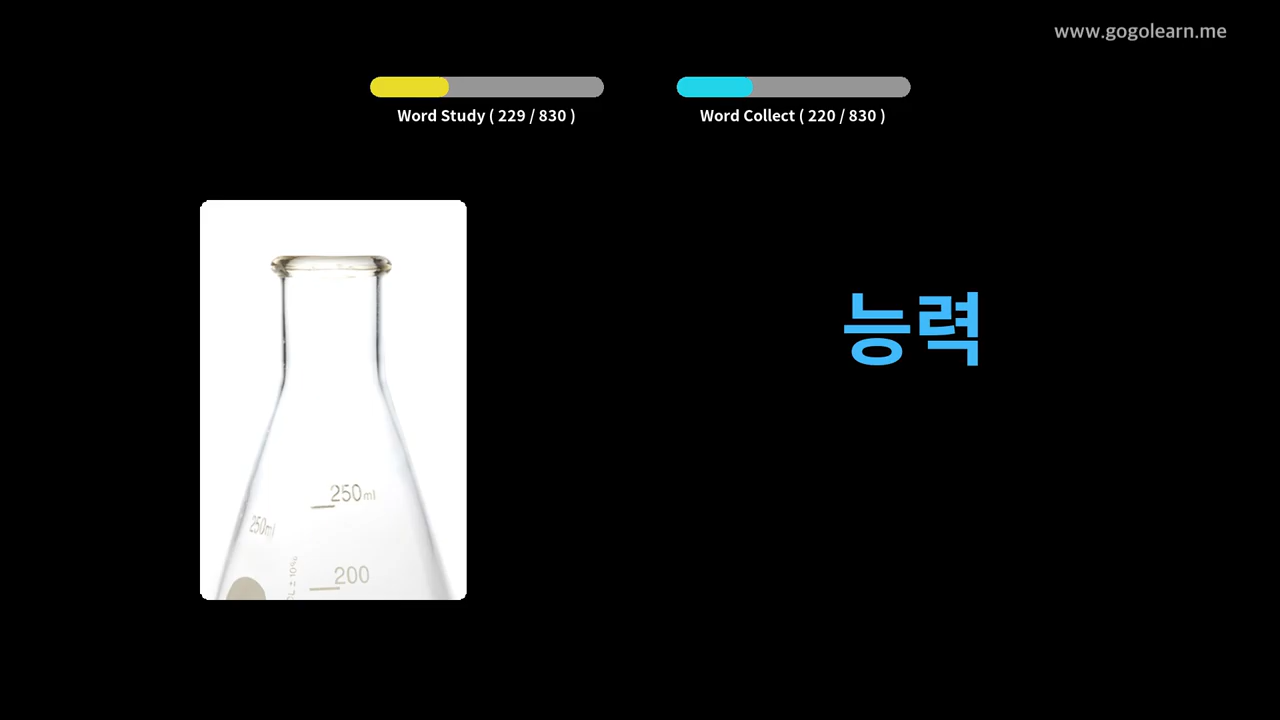 www.gogolearn.me
Word Study ( 229 / 830 )
Word Collect ( 220 / 830 )
능력
250ml
250ml
200